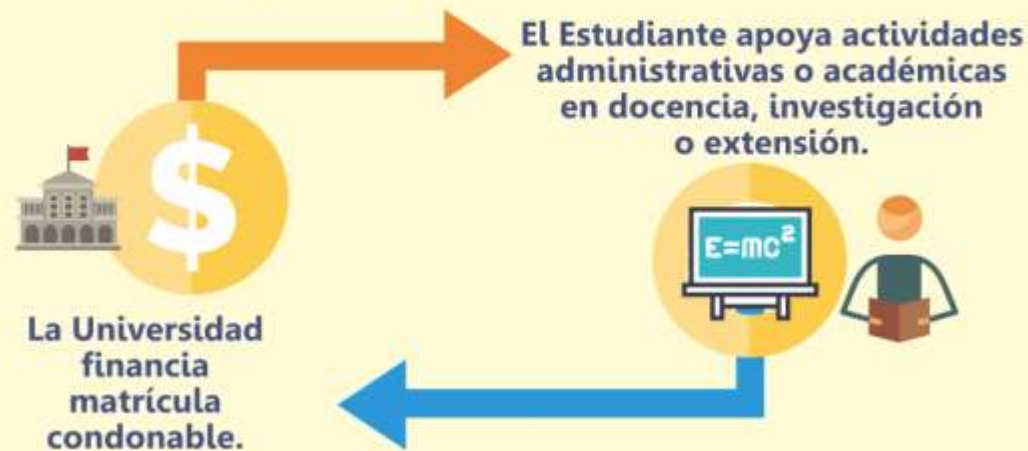 El Estudiante apoya actividades
administrativas o académicas
en docencia, investigación
o extensión.
E=mc²
La Universidad
financia
matrícula
condonable.